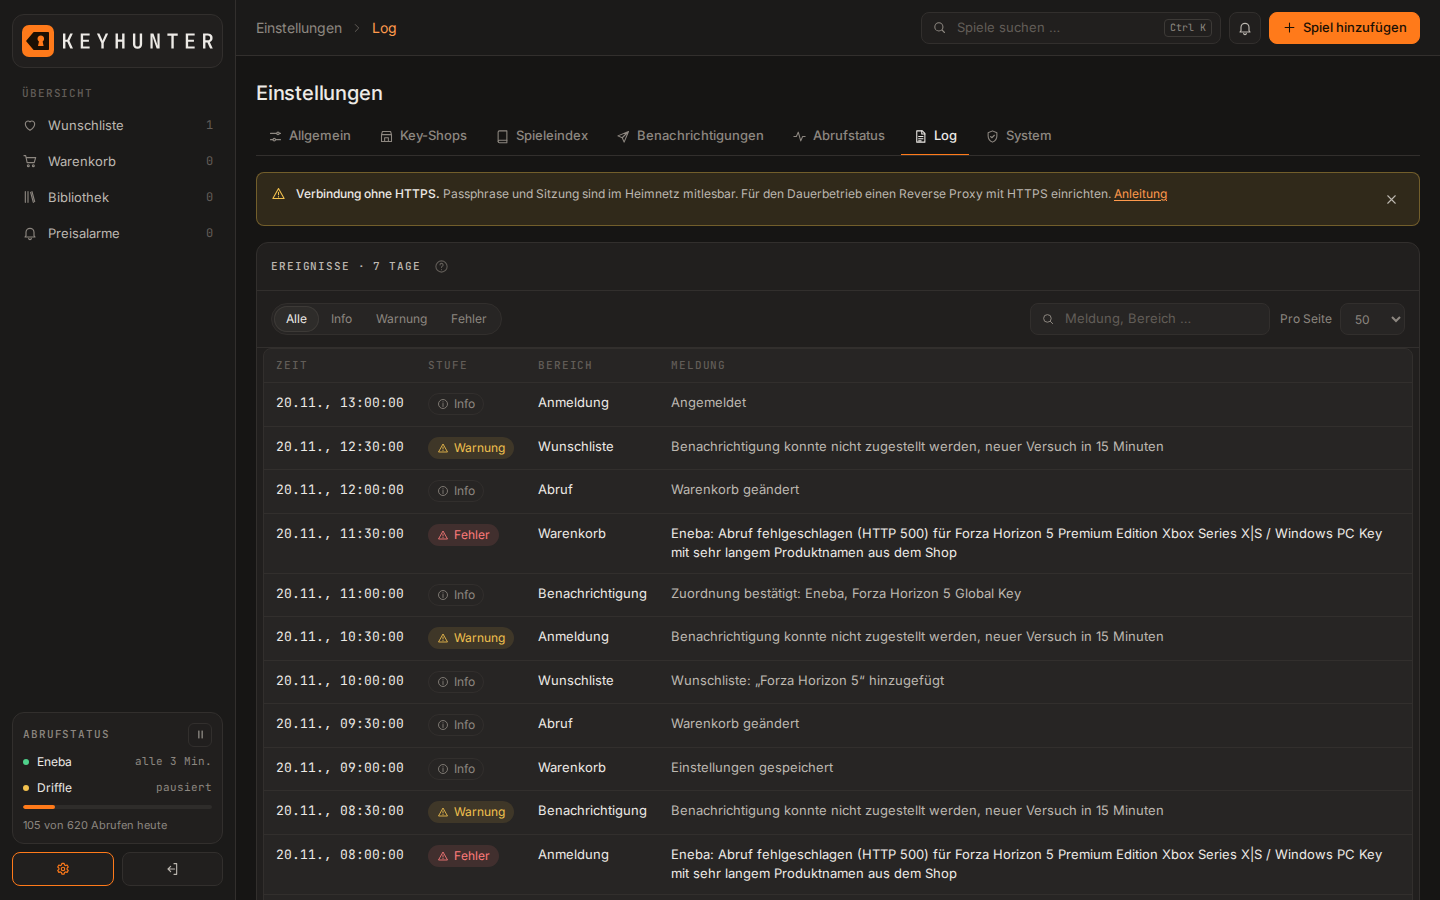 KEYHUNTER
ÜBERSICHT
Wunschliste 1
Warenkorb 0
Bibliothek 0
Preisalarme 0
ABRUFSTATUS
Eneba alle 3 Min.
Driffle pausiert
105 von 620 Abrufen heute
Einstellungen Log
Spiele suchen ... Ctrl K
Spiel hinzufügen
Einstellungen
Allgemein Key-Shops Spieleindex Benachrichtigungen Abrufstatus Log System
Verbindung ohne HTTPS. Passphrase und Sitzung sind im Heimnetz mitlesbar. Für den Dauerbetrieb einen Reverse Proxy mit HTTPS einrichten. Anleitung
EREIGNISSE · 7 TAGE
Alle Info Warnung Fehler
Meldung, Bereich ... Pro Seite 50
ZEIT STUFE BEREICH MELDUNG
20.11., 13:00:00 Info Anmeldung Angemeldet
20.11., 12:30:00 Warnung Wunschliste Benachrichtigung konnte nicht zugestellt werden, neuer Versuch in 15 Minuten
20.11., 12:00:00 Info Abruf Warenkorb geändert
20.11., 11:30:00 Fehler Warenkorb Eneba: Abruf fehlgeschlagen (HTTP 500) für Forza Horizon 5 Premium Edition Xbox Series X|S / Windows PC Key
mit sehr langem Produktnamen aus dem Shop
20.11., 11:00:00 Info Benachrichtigung Zuordnung bestätigt: Eneba, Forza Horizon 5 Global Key
20.11., 10:30:00 Warnung Anmeldung Benachrichtigung konnte nicht zugestellt werden, neuer Versuch in 15 Minuten
20.11., 10:00:00 Info Wunschliste Wunschliste: „Forza Horizon 5“ hinzugefügt
20.11., 09:30:00 Info Abruf Warenkorb geändert
20.11., 09:00:00 Info Warenkorb Einstellungen gespeichert
20.11., 08:30:00 Warnung Benachrichtigung Benachrichtigung konnte nicht zugestellt werden, neuer Versuch in 15 Minuten
20.11., 08:00:00 Fehler Anmeldung Eneba: Abruf fehlgeschlagen (HTTP 500) für Forza Horizon 5 Premium Edition Xbox Series X|S / Windows PC Key
mit sehr langem Produktnamen aus dem Shop